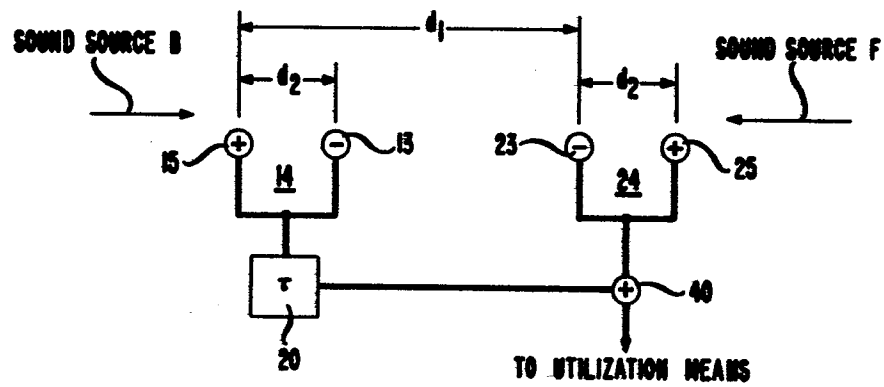 d₁
SOUND SOURCE B
SOUND SOURCE F
d₂
d₂
15
+
-
13
23
-
+
25
14
24
τ
+
40
20
TO UTILIZATION MEANS